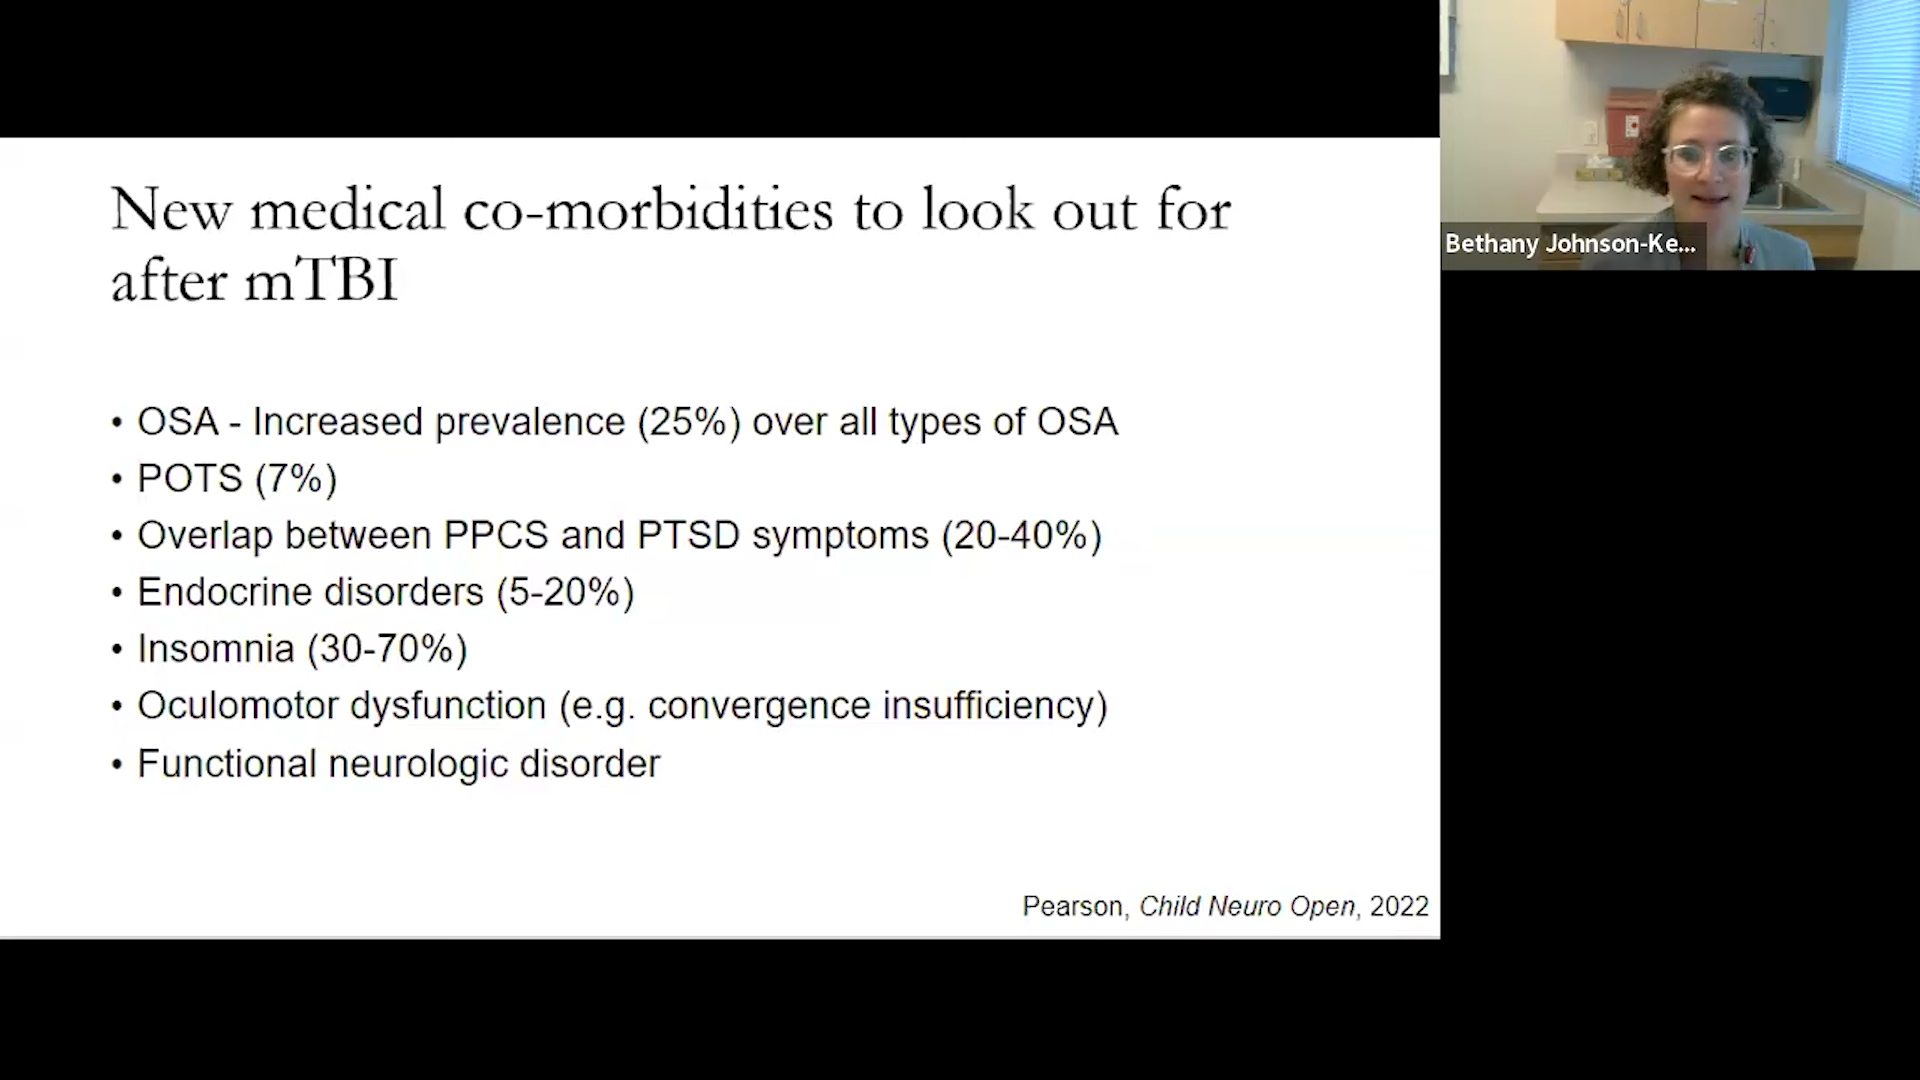 New medical co-morbidities to look out for
after mTBI
• OSA - Increased prevalence (25%) over all types of OSA
• POTS (7%)
• Overlap between PPCS and PTSD symptoms (20-40%)
• Endocrine disorders (5-20%)
• Insomnia (30-70%)
• Oculomotor dysfunction (e.g. convergence insufficiency)
• Functional neurologic disorder
Pearson, Child Neuro Open, 2022
Bethany Johnson-Ke...